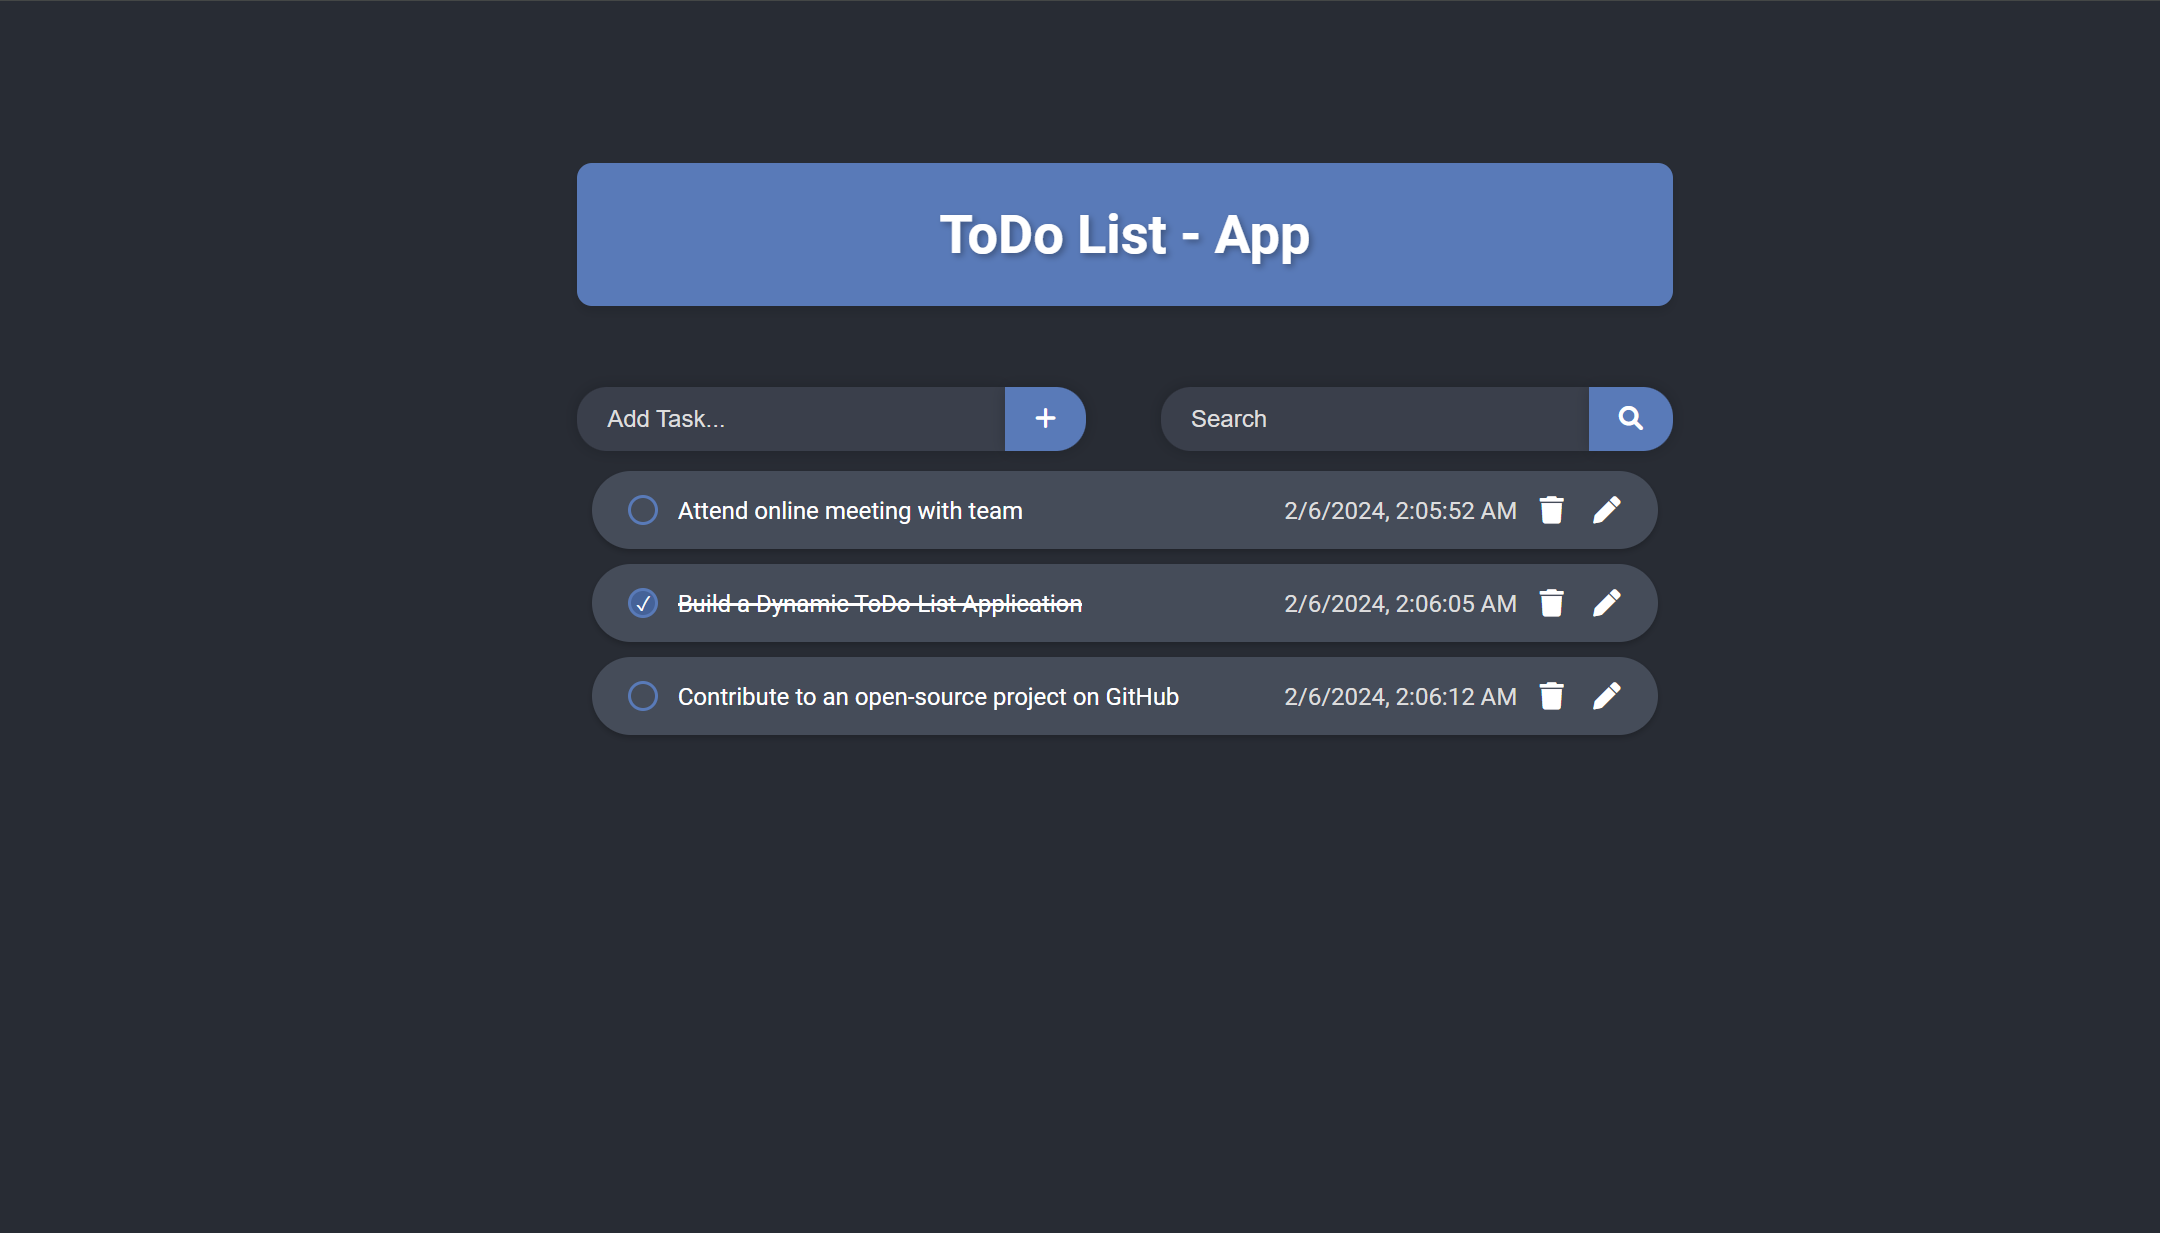 ToDo List - App
Add Task...
Search
Attend online meeting with team 2/6/2024, 2:05:52 AM
Build a Dynamic ToDo List Application 2/6/2024, 2:06:05 AM
Contribute to an open-source project on GitHub 2/6/2024, 2:06:12 AM